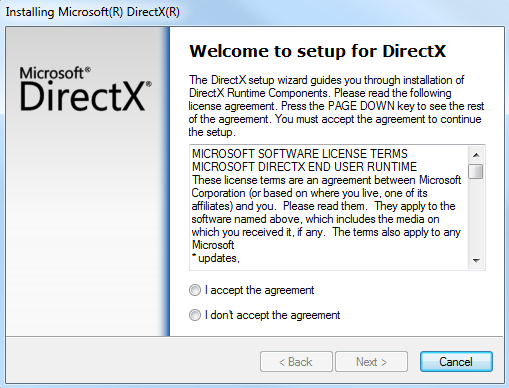 Installing Microsoft(R) DirectX(R)
Microsoft®
DirectX®
Welcome to setup for DirectX
The DirectX setup wizard guides you through installation of
DirectX Runtime Components. Please read the following
license agreement. Press the PAGE DOWN key to see the rest
of the agreement. You must accept the agreement to continue
the setup.
MICROSOFT SOFTWARE LICENSE TERMS
MICROSOFT DIRECTX END USER RUNTIME
These license terms are an agreement between Microsoft
Corporation (or based on where you live, one of its
affiliates) and you.  Please read them.  They apply to the
software named above, which includes the media on
which you received it, if any.  The terms also apply to any
Microsoft
* updates,
I accept the agreement
I don't accept the agreement
< Back
Next >
Cancel